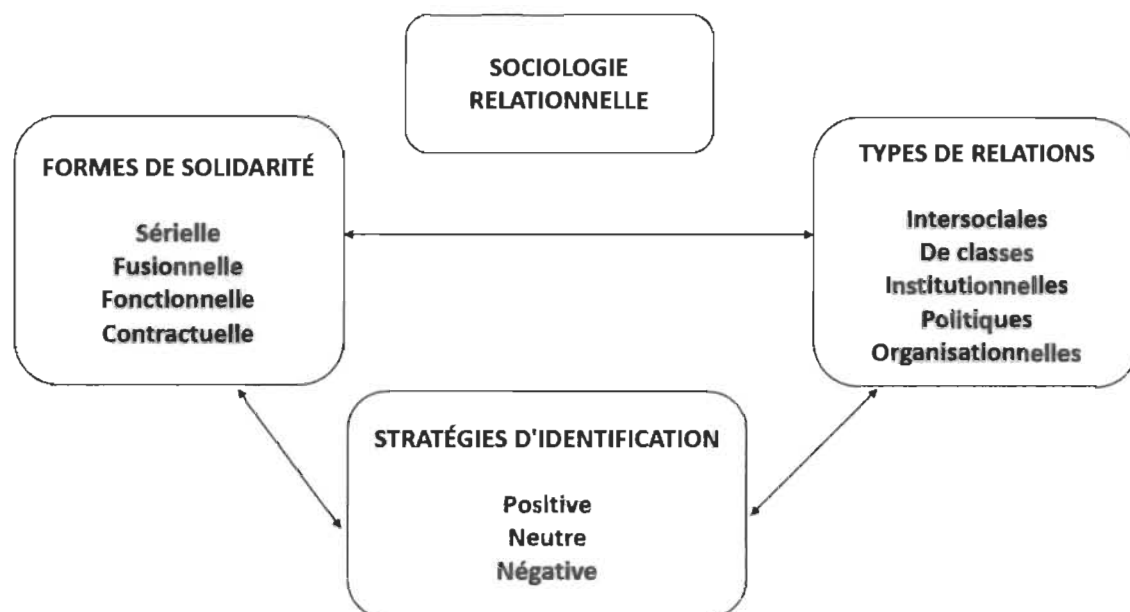 SOCIOLOGIE
RELATIONNELLE
FORMES DE SOLIDARITÉ
Sérielle
Fusionnelle
Fonctionnelle
Contractuelle
TYPES DE RELATIONS
Intersociales
De classes
Institutionnelles
Politiques
Organisationnelles
STRATÉGIES D'IDENTIFICATION
Positive
Neutre
Négative